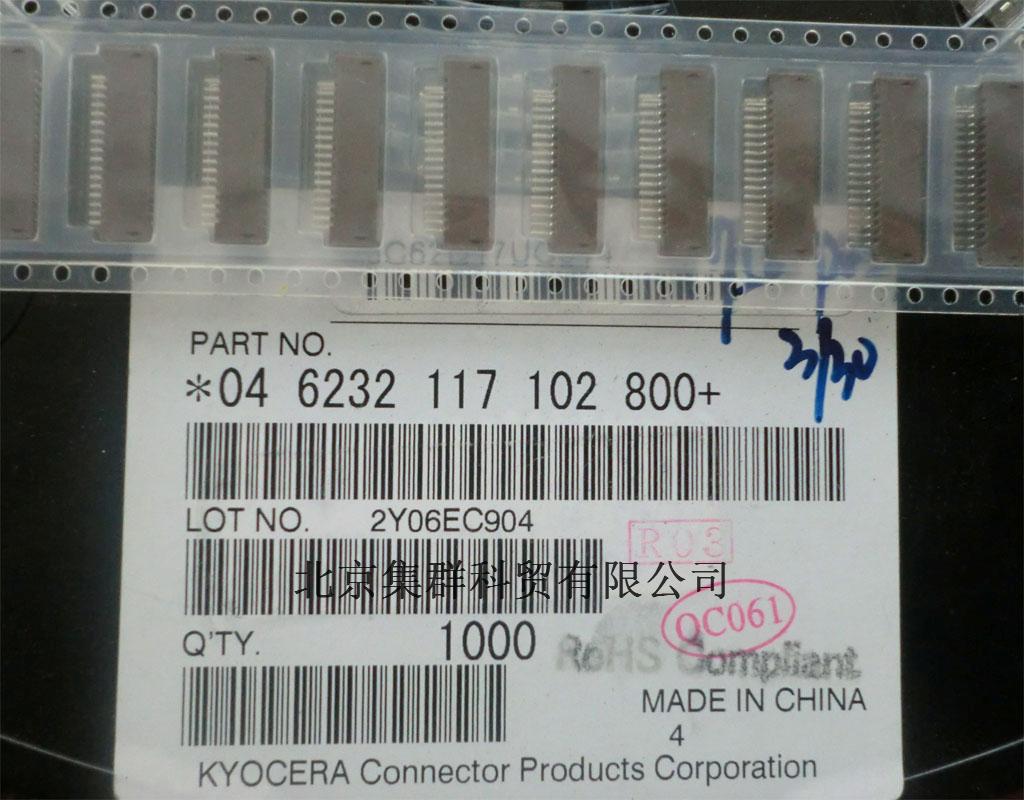 PART NO.
*04 6232 117 102 800+
LOT NO. 2Y06EC904
R03
北京集群科贸有限公司
QC061
Q'TY. 1000
RoHS Compliant
MADE IN CHINA
4
KYOCERA Connector Products Corporation